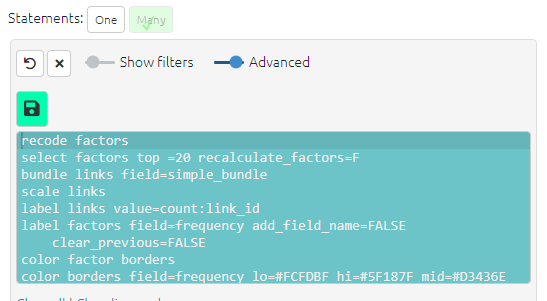 Statements: One Many
Show filters Advanced
recode factors
select factors top =20 recalculate_factors=F
bundle links field=simple_bundle
scale links
label links value=count:link_id
label factors field=frequency add_field_name=FALSE
clear_previous=FALSE
color factor borders
color borders field=frequency lo=#FCFDBF hi=#5F187F mid=#D3436E